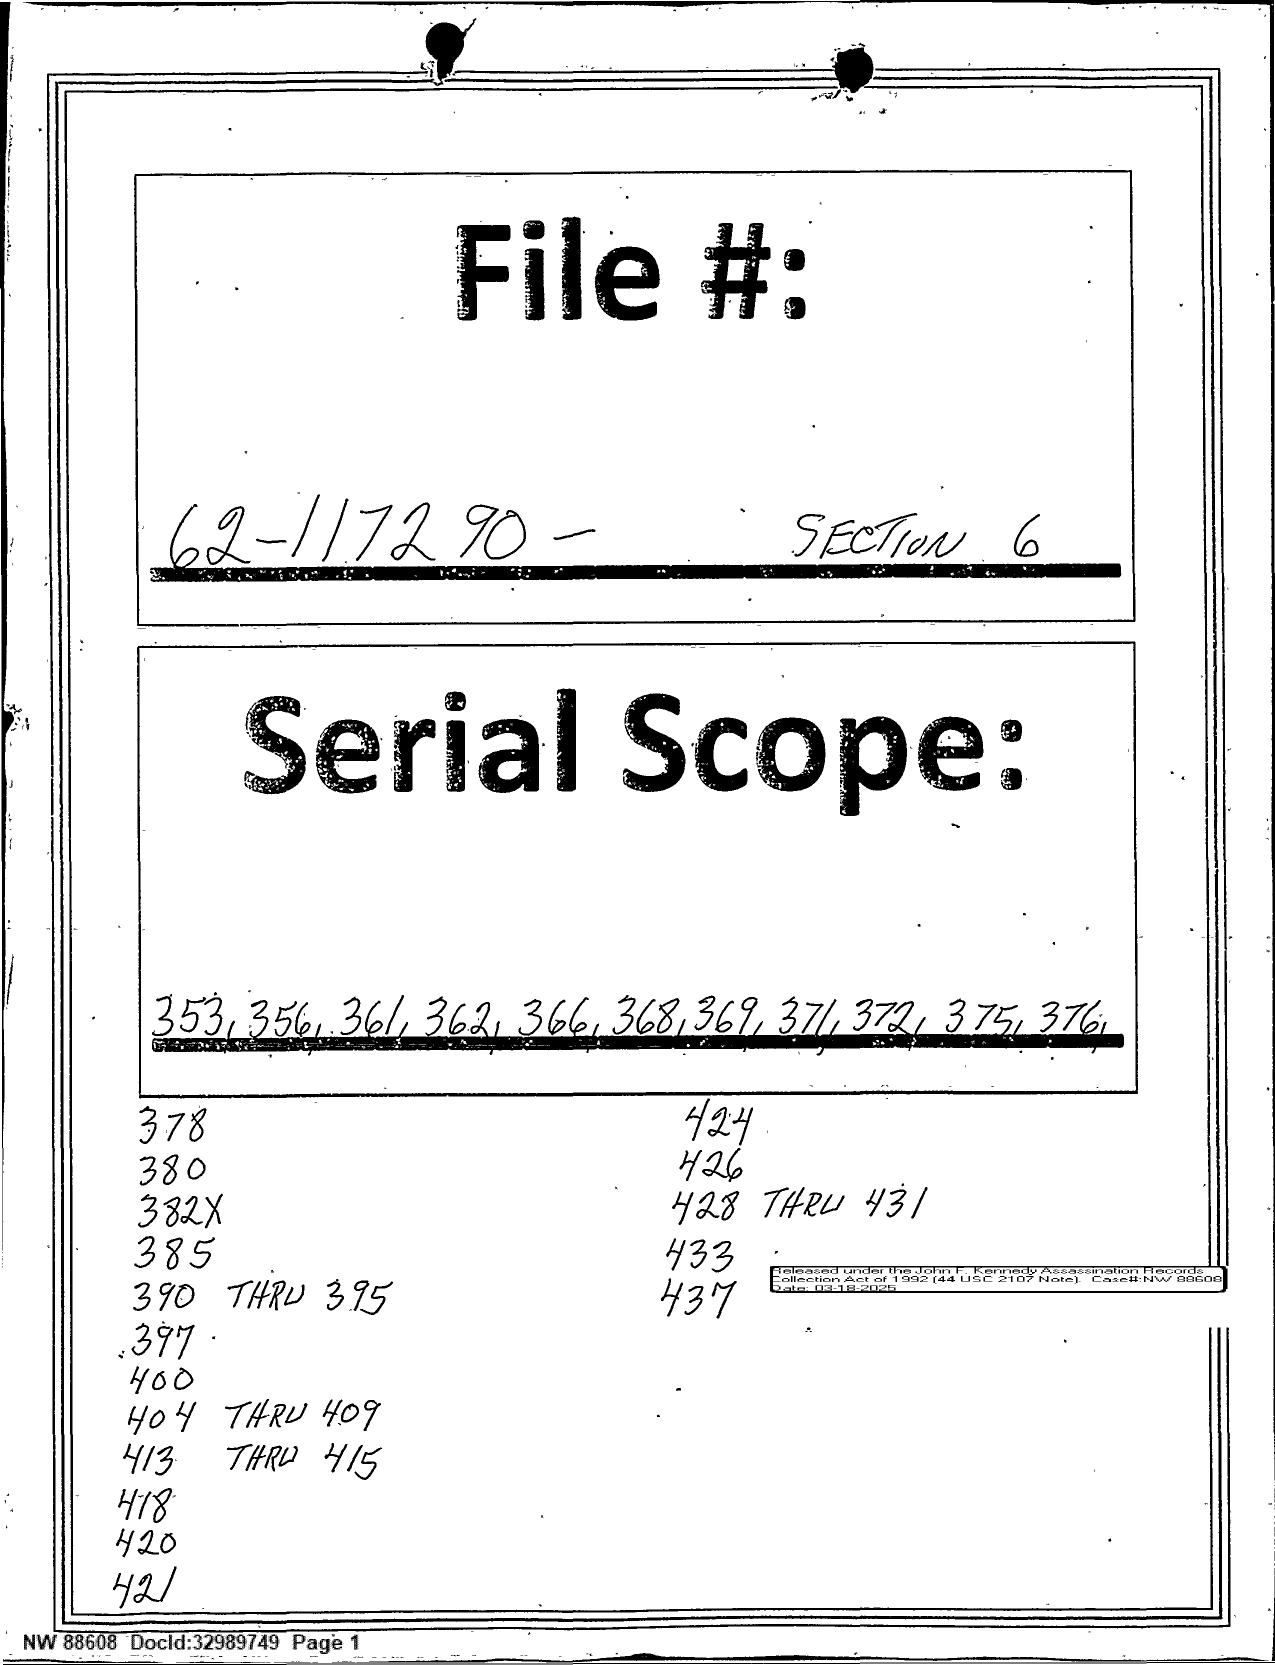 File #:
62-117290- SECTION 6
Serial Scope:
353, 356, 361, 362, 366, 368, 369, 371, 372, 375, 376,
378
380
382X
385
390 THRU 395
397
400
404 THRU 409
413 THRU 415
418
420
421
424
426
428 THRU 431
433
437
Released under the John F. Kennedy Assassination Records
Collection Act of 1992 (44 USC 2107 Note). Case#:NW 88608
Date: 03-18-2025
NW 88608 DocId:32989749 Page 1